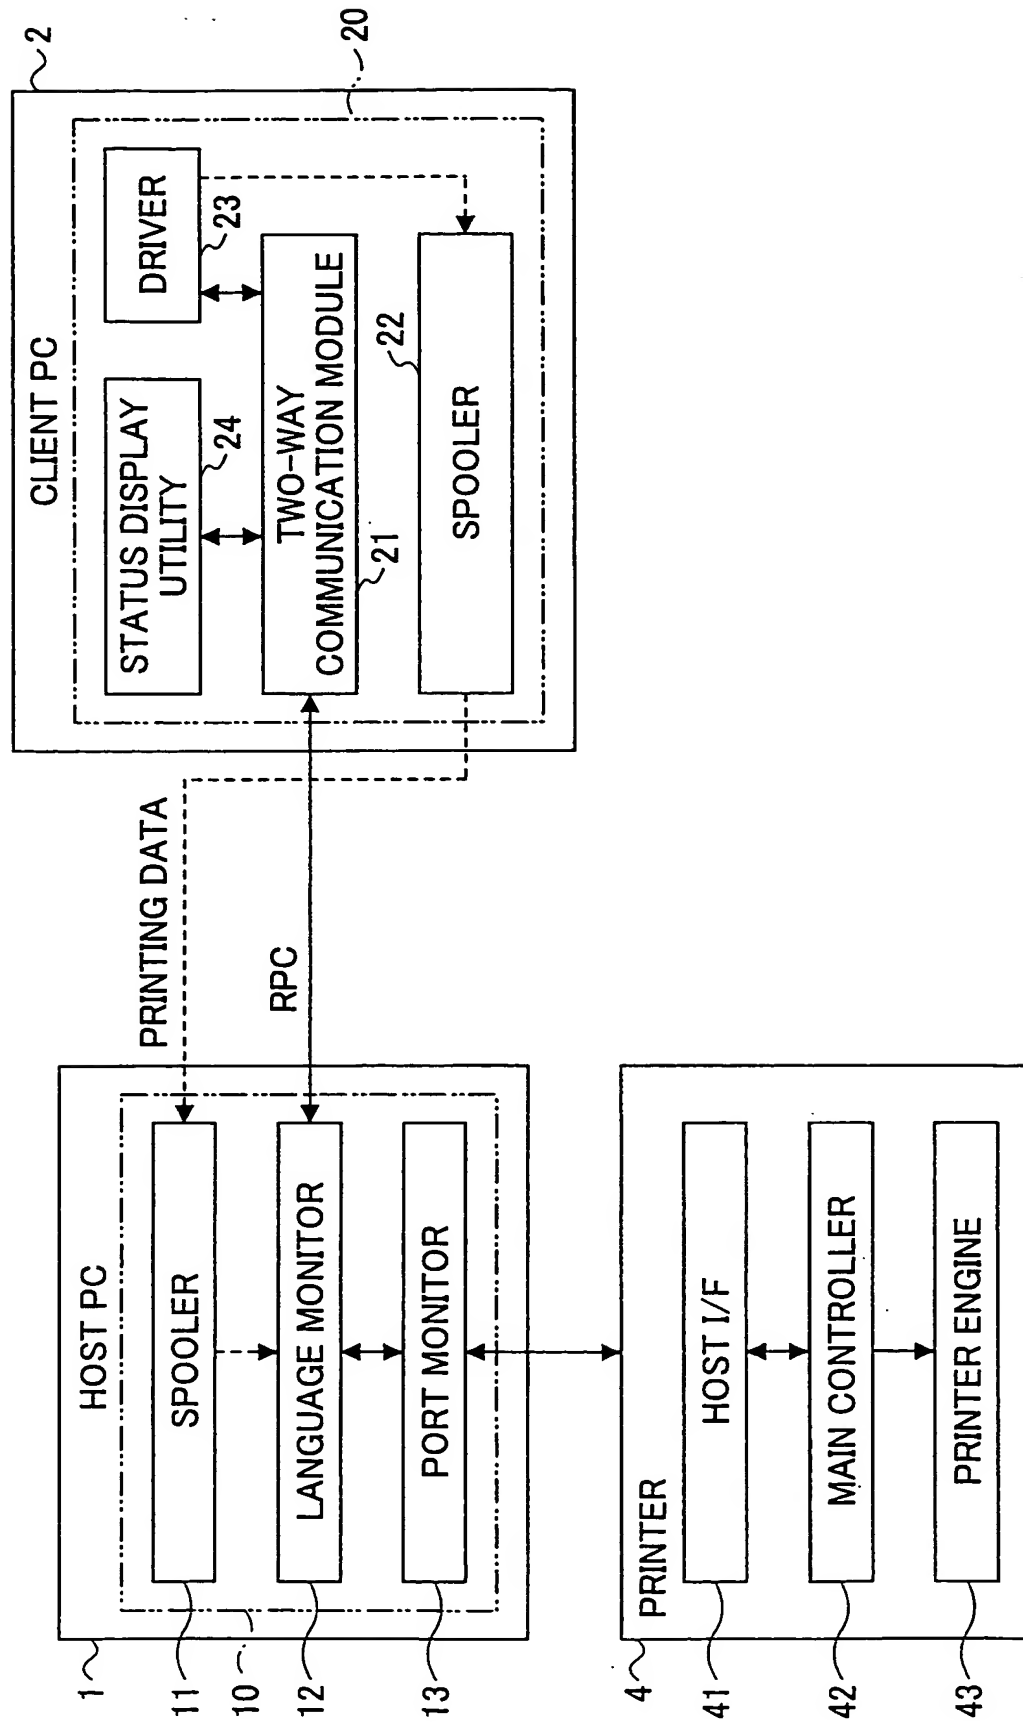 HOST PC
1
SPOOLER
11
10
LANGUAGE MONITOR
12
PORT MONITOR
13
PRINTER
4
HOST I/F
41
MAIN CONTROLLER
42
PRINTER ENGINE
43
PRINTING DATA
RPC
CLIENT PC
2
20
STATUS DISPLAY
UTILITY
24
DRIVER
23
TWO-WAY
COMMUNICATION MODULE
21
22
SPOOLER